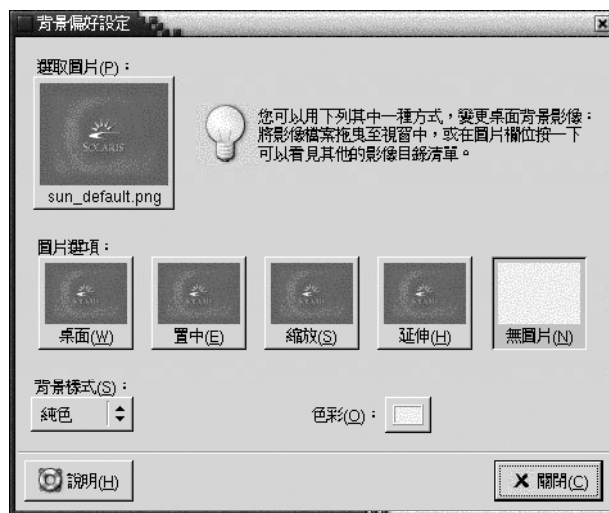 背景偏好設定
選取圖片(P)：
SOLARIS
sun_default.png
您可以用下列其中一種方式，變更桌面背景影像：
將影像檔案拖曳至視窗中，或在圖片欄位按一下
可以看見其他的影像目錄清單。
圖片選項：
桌面(W)
置中(E)
縮放(S)
延伸(H)
無圖片(N)
背景樣式(S)：
純色
色彩(O)：
說明(H)
關閉(C)